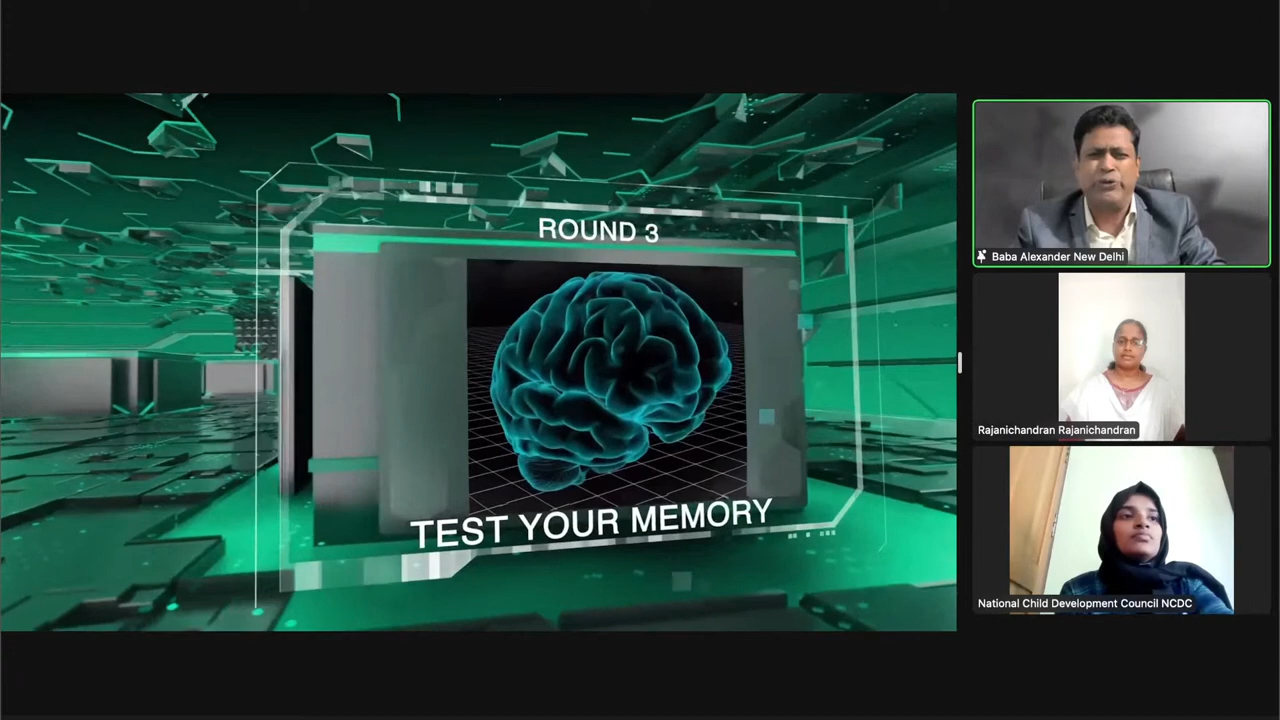 ROUND 3
TEST YOUR MEMORY
Baba Alexander New Delhi
Rajanichandran Rajanichandran
National Child Development Council NCDC